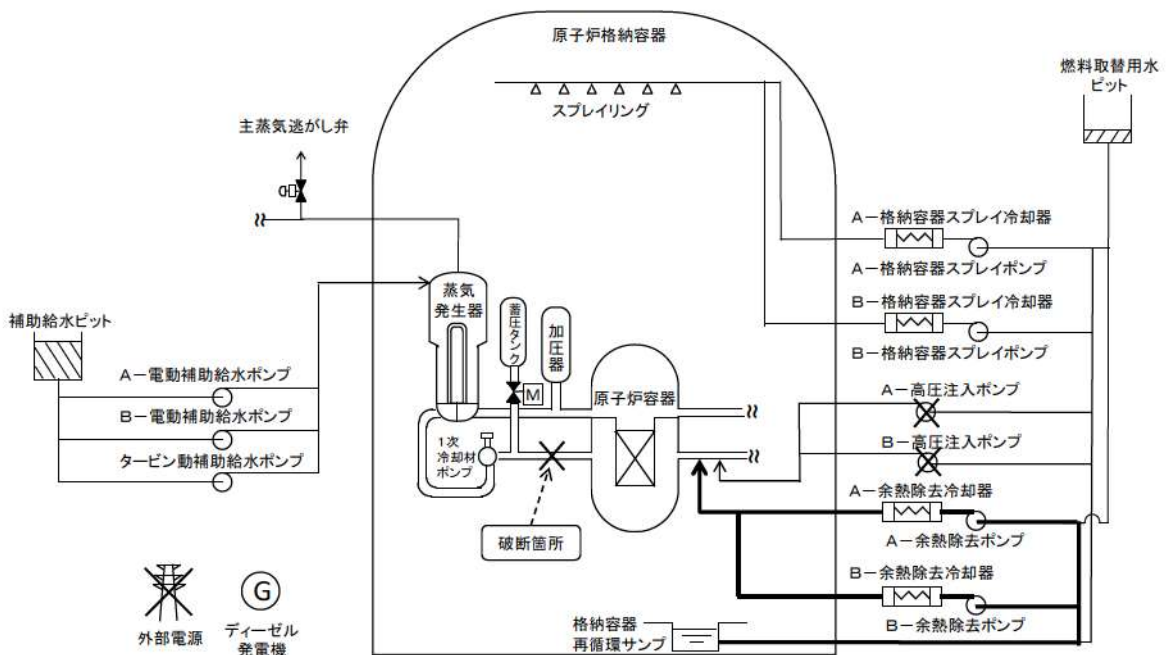 原子炉格納容器
スプレイリング
燃料取替用水
ピット
主蒸気逃がし弁
A－格納容器スプレイ冷却器
A－格納容器スプレイポンプ
B－格納容器スプレイ冷却器
B－格納容器スプレイポンプ
蒸気
発生器
蓄圧タンク
加圧器
M
原子炉容器
補助給水ピット
A－電動補助給水ポンプ
B－電動補助給水ポンプ
タービン動補助給水ポンプ
1次
冷却材
ポンプ
A－高圧注入ポンプ
B－高圧注入ポンプ
A－余熱除去冷却器
A－余熱除去ポンプ
B－余熱除去冷却器
B－余熱除去ポンプ
破断箇所
G
外部電源
ディーゼル
発電機
格納容器
再循環サンプ